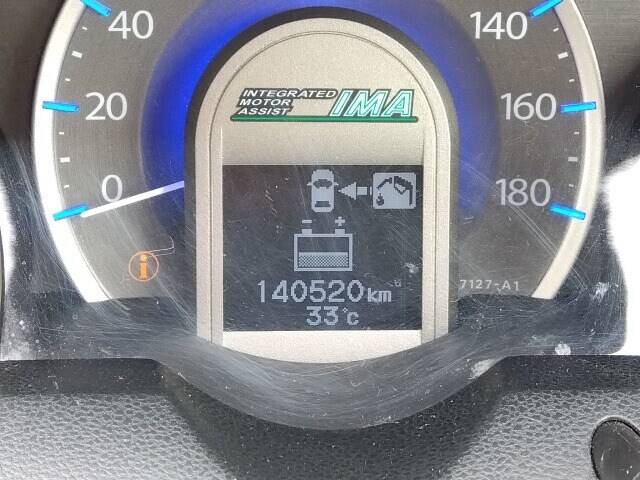 40
140
INTEGRATED
MOTOR
ASSIST
IMA
20
160
0
180
- +
i
140520km
33°C
7127-A1